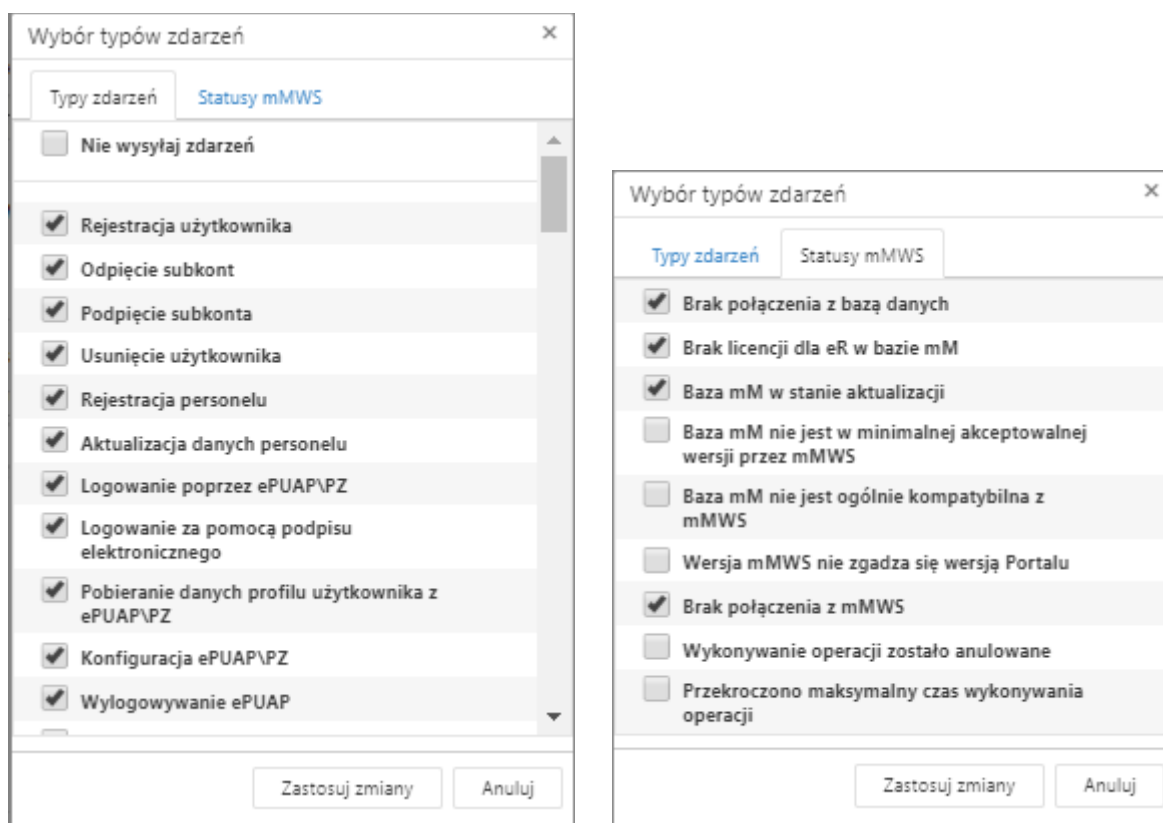 Wybór typów zdarzeń
Typy zdarzeń
Statusy mMWS
Nie wysyłaj zdarzeń
Rejestracja użytkownika
Odpięcie subkont
Podpięcie subkonta
Usunięcie użytkownika
Rejestracja personelu
Aktualizacja danych personelu
Logowanie poprzez ePUAP\PZ
Logowanie za pomocą podpisu
elektronicznego
Pobieranie danych profilu użytkownika z
ePUAP\PZ
Konfiguracja ePUAP\PZ
Wylogowywanie ePUAP
Zastosuj zmiany
Anuluj
Wybór typów zdarzeń
Typy zdarzeń
Statusy mMWS
Brak połączenia z bazą danych
Brak licencji dla eR w bazie mM
Baza mM w stanie aktualizacji
Baza mM nie jest w minimalnej akceptowalnej
wersji przez mMWS
Baza mM nie jest ogólnie kompatybilna z
mMWS
Wersja mMWS nie zgadza się wersją Portalu
Brak połączenia z mMWS
Wykonywanie operacji zostało anulowane
Przekroczono maksymalny czas wykonywania
operacji
Zastosuj zmiany
Anuluj